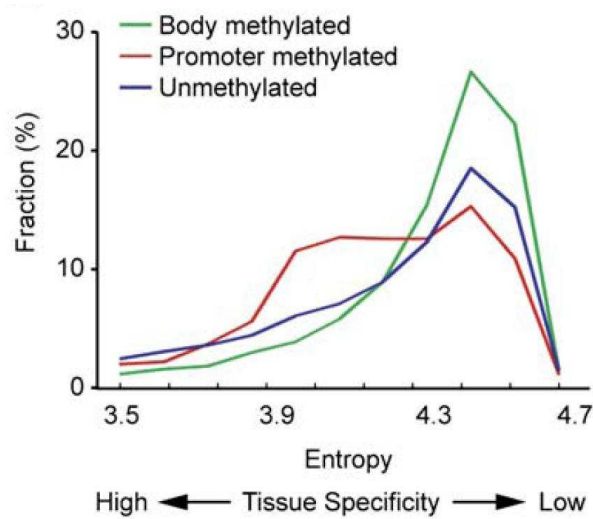 Body methylated
Promoter methylated
Unmethylated
30
20
10
0
Fraction (%)
3.5 3.9 4.3 4.7
Entropy
High Tissue Specificity Low